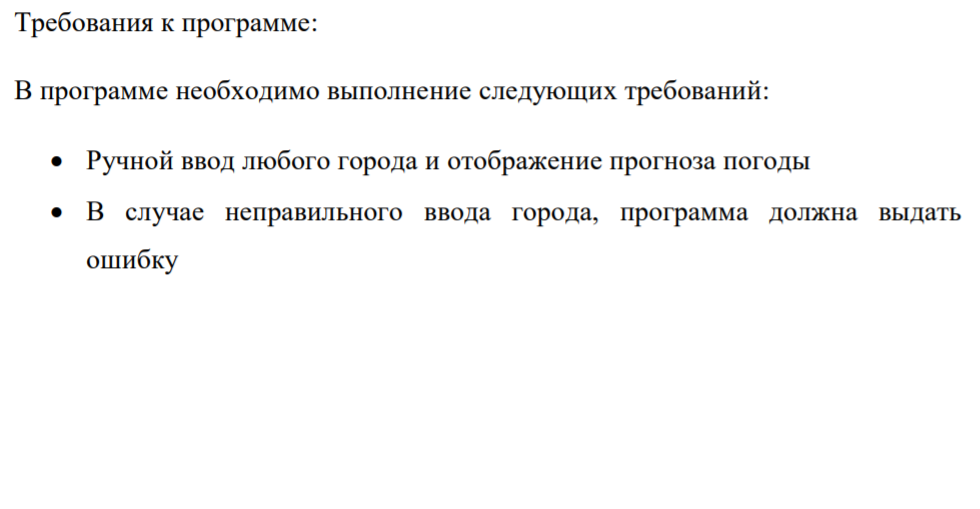 Требования к программе:
В программе необходимо выполнение следующих требований:
• Ручной ввод любого города и отображение прогноза погоды
• В случае неправильного ввода города, программа должна выдать
ошибку